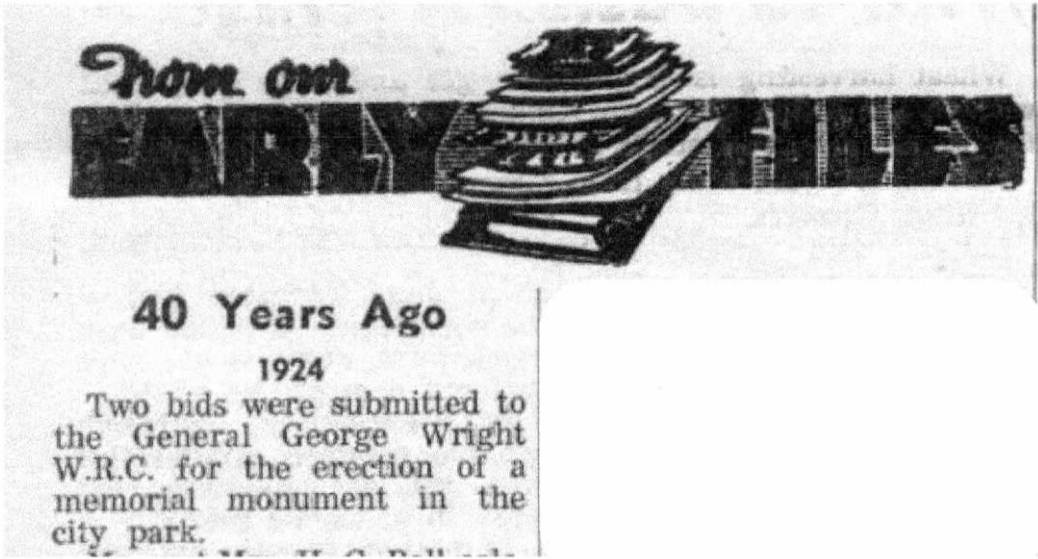 Wheat
From our
EARLY FILES
40 Years Ago
1924
Two bids were submitted to
the General George Wright
W.R.C. for the erection of a
memorial monument in the
city park.